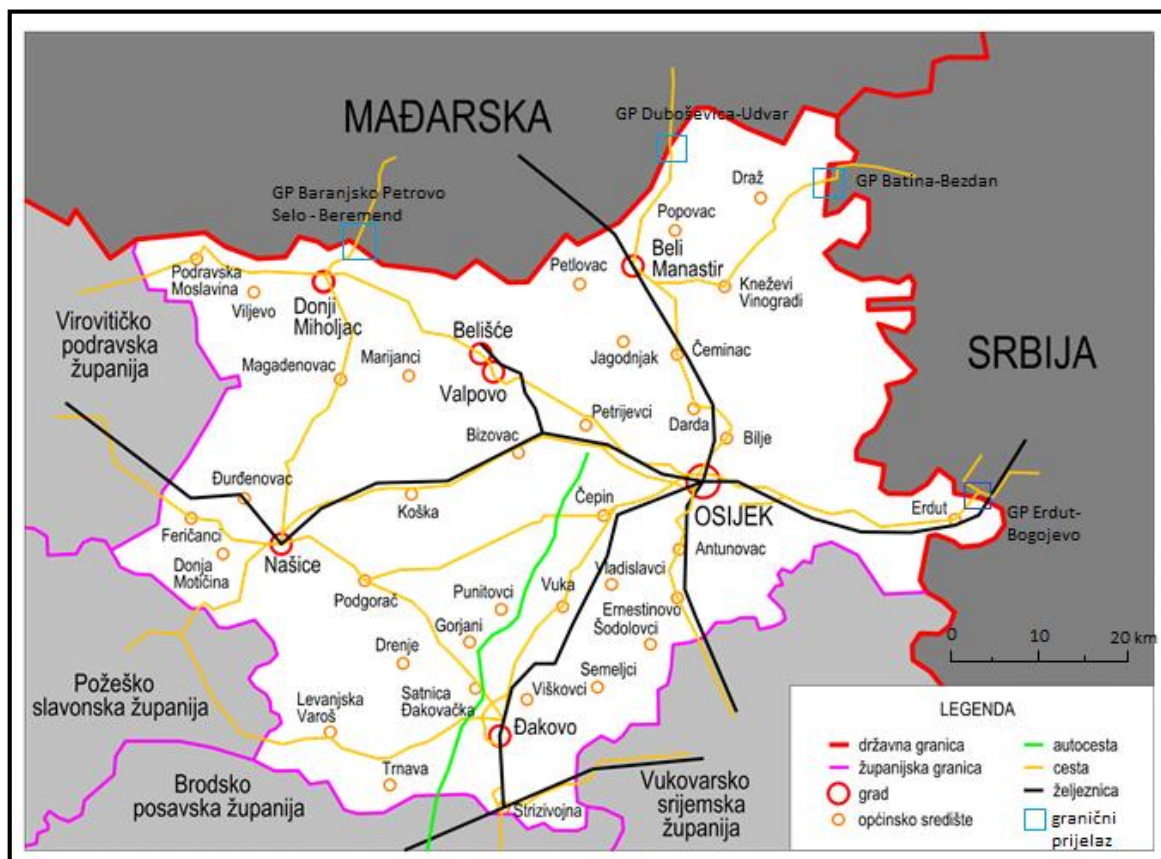 MAĐARSKA
GP Duboševica-Udvar
GP Baranjsko Petrovo
Selo - Beremend
GP Batina-Bezdan
Draž
Popovac
Podravska
Moslavina
Viljevo
Donji
Miholjac
Petlovac
Beli
Manastir
Kneževi
Vinogradi
Virovitičko
podravska
županija
Belišće
Magadenovac
Marijanci
Valpovo
Jagodnjak
Čeminac
SRBIJA
Petrijevci
Darda
Bilje
Bizovac
Đurđenovac
Koška
Čepin
OSIJEK
Erdut
GP Erdut-
Bogojevo
Feričanci
Donja
Motičina
Našice
Antunovac
Podgorač
Punitovci
Vuka
Vladislavci
Ernestinovo
Šodolovci
Gorjani
Drenje
Semeljci
Požeško
slavonska županija
Levanjska
Varoš
Satnica
Đakovačka
Viškovci
Đakovo
Trnava
Brodsko
posavska županija
Strizivojna
Vukovarsko
srijemska
županija
0 10 20 km
LEGENDA
državna granica
županijska granica
grad
općinsko središte
autocesta
cesta
željeznica
granični
prijelaz